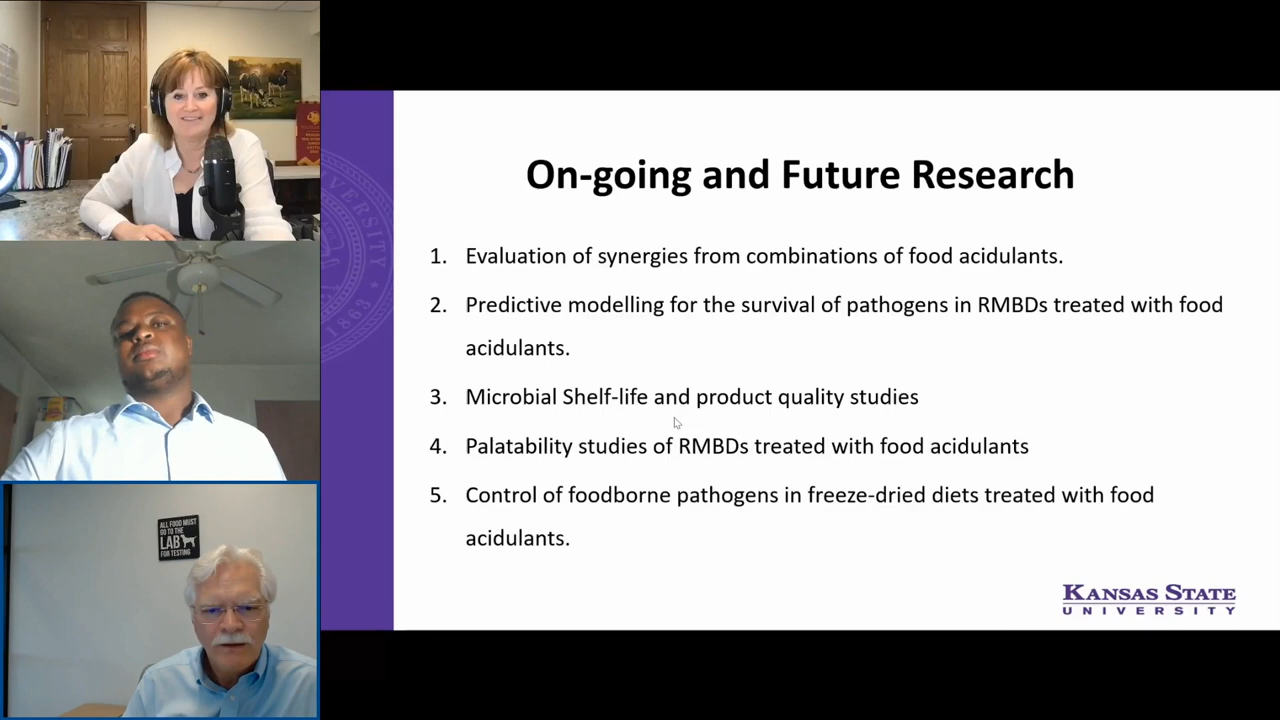 On-going and Future Research
1. Evaluation of synergies from combinations of food acidulants.
2. Predictive modelling for the survival of pathogens in RMBDs treated with food
acidulants.
3. Microbial Shelf-life and product quality studies
4. Palatability studies of RMBDs treated with food acidulants
5. Control of foodborne pathogens in freeze-dried diets treated with food
acidulants.
KANSAS STATE
UNIVERSITY
VERSITY
1863
ALL FOOD MUST
GO TO THE
LAB
FOR TESTING